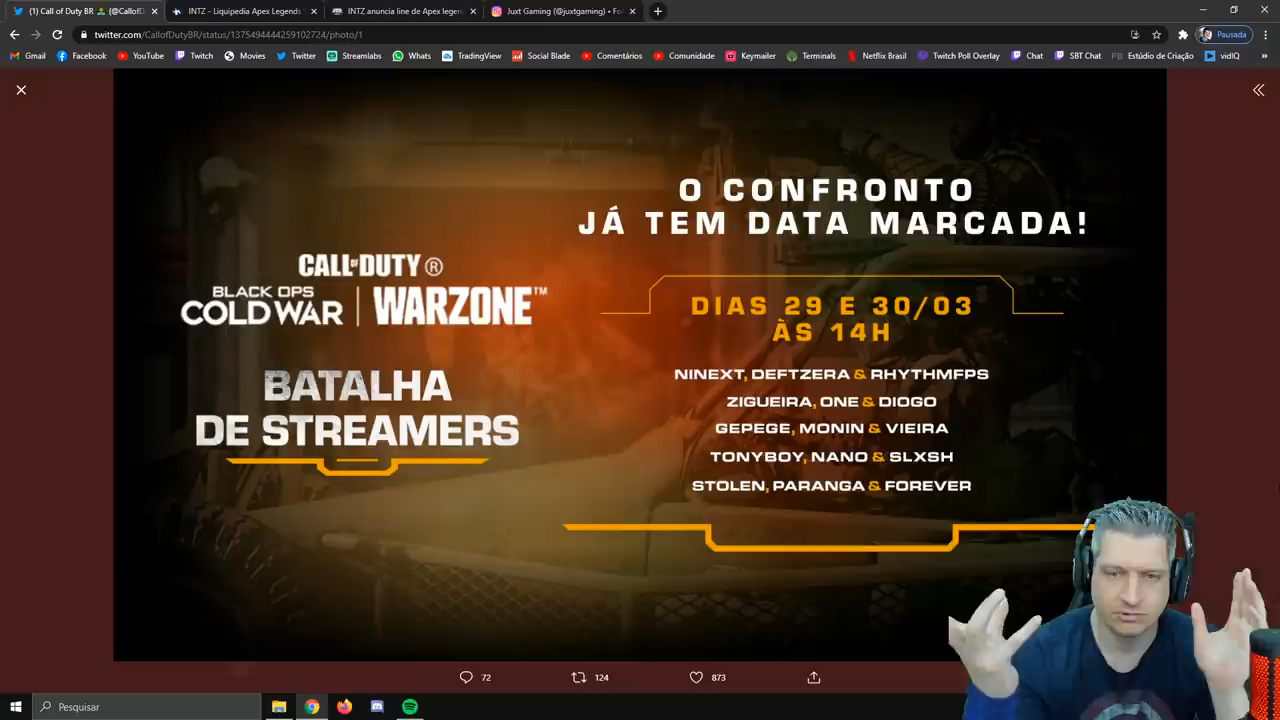 (1) Call of Duty BR
(@CallofD
INTZ - Liquipedia Apex Legends
INTZ anuncia line de Apex legen
Juxt Gaming (@juxtgaming) • Fo
twitter.com/CallofDutyBR/status/1375494444259102724/photo/1
Pausada
Gmail
Facebook
YouTube
Twitch
Movies
Twitter
Streamlabs
Whats
TradingView
Social Blade
Comentários
Comunidade
Keymailer
Terminals
Netflix Brasil
Twitch Poll Overlay
Chat
SBT Chat
FB Estúdio de Criação
vidIQ
CALL OF DUTY®
BLACK OPS
COLD WAR | WARZONE™
BATALHA
DE STREAMERS
O CONFRONTO
JÁ TEM DATA MARCADA!
DIAS 29 E 30/03
ÀS 14H
NINEXT, DEFTZERA & RHYTHMFPS
ZIGUEIRA, ONE & DIOGO
GEPEGE, MONIN & VIEIRA
TONYBOY, NANO & SLXSH
STOLEN, PARANGA & FOREVER
72
124
873
Pesquisar